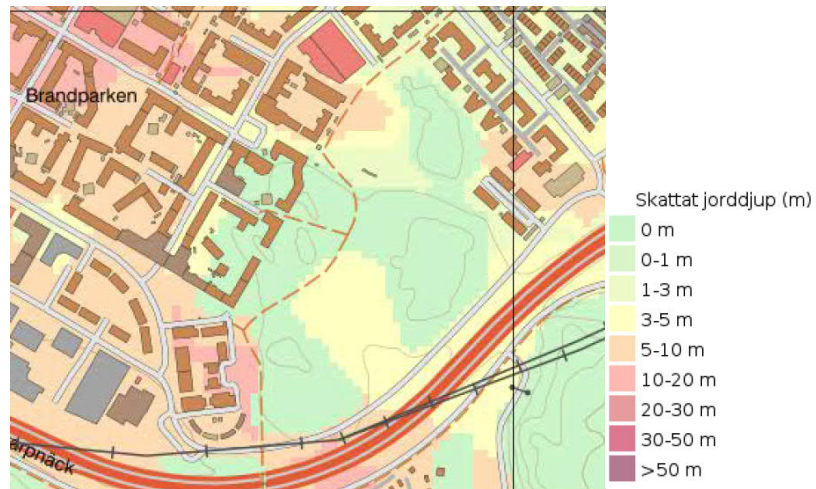 Brandparken
arpnäck
Skattat jorddjup (m)
0 m
0-1 m
1-3 m
3-5 m
5-10 m
10-20 m
20-30 m
30-50 m
>50 m